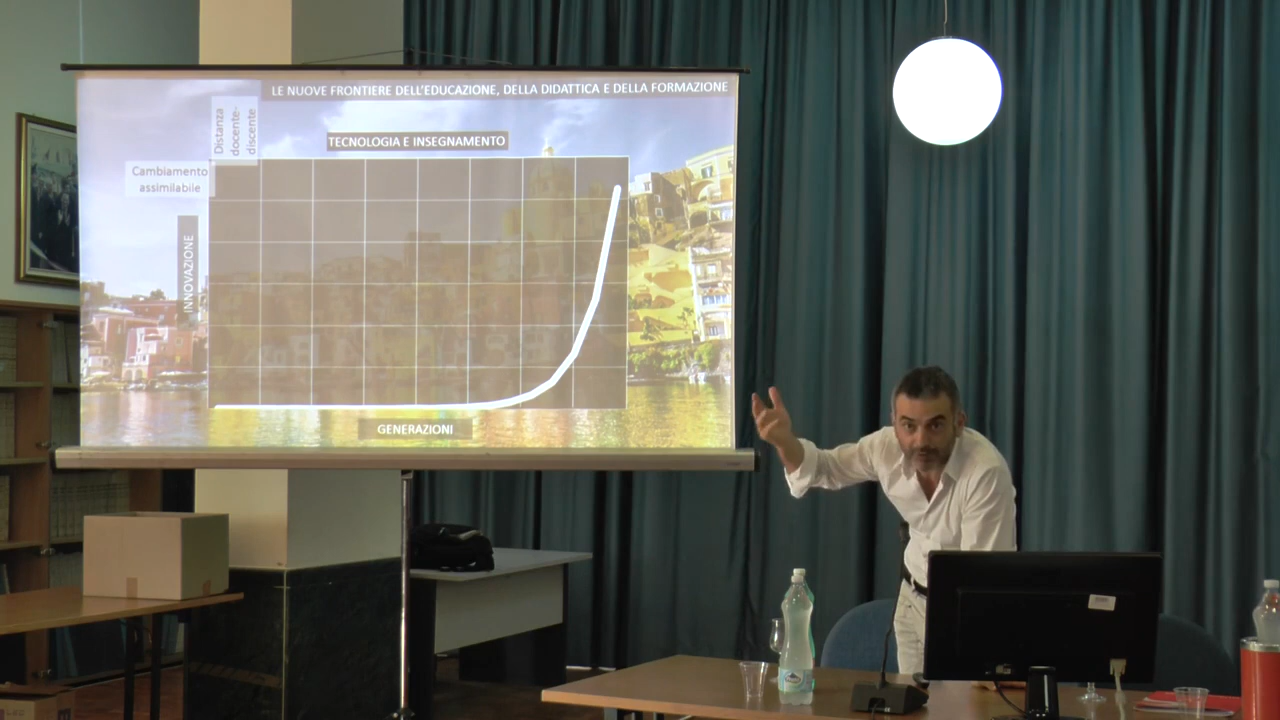 LE NUOVE FRONTIERE DELL'EDUCAZIONE, DELLA DIDATTICA E DELLA FORMAZIONE
Distanza
docente-
discente
TECNOLOGIA E INSEGNAMENTO
Cambiamento
assimilabile
INNOVAZIONE
GENERAZIONI